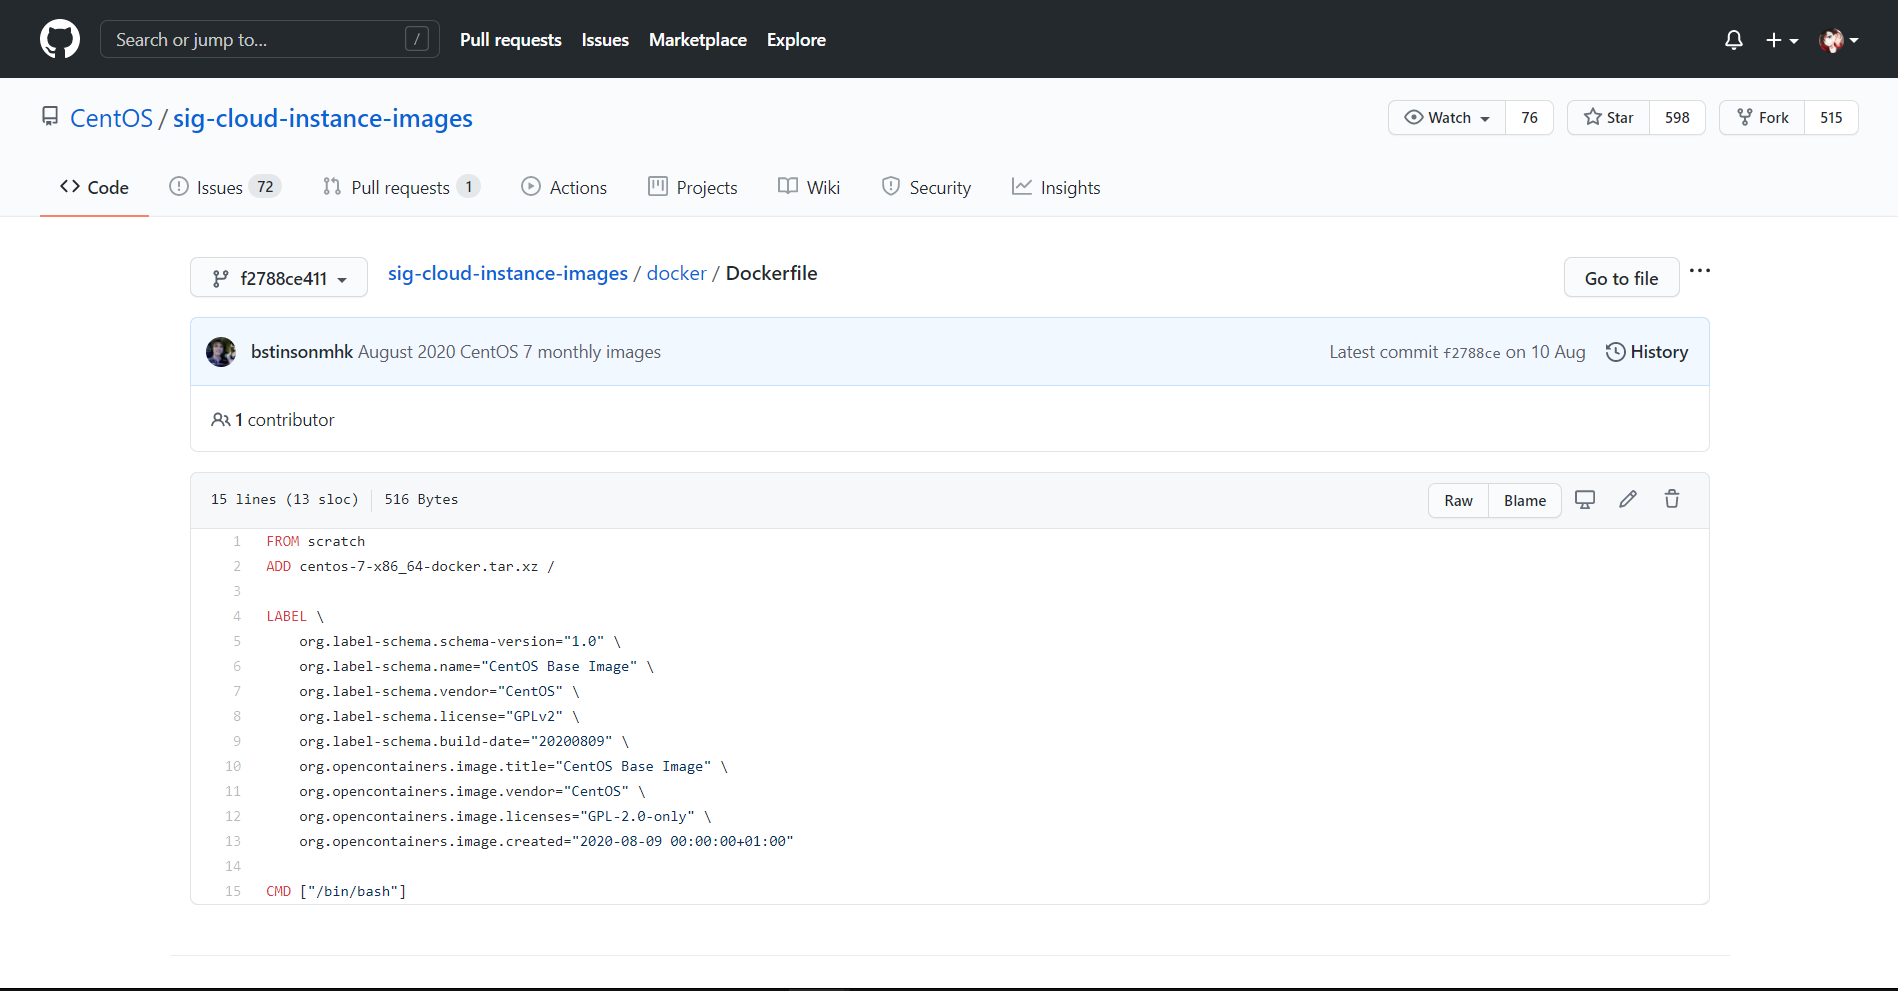 Search or jump to... /
Pull requests Issues Marketplace Explore
CentOS / sig-cloud-instance-images
Watch 76 Star 598 Fork 515
Code Issues 72 Pull requests 1 Actions Projects Wiki Security Insights
f2788ce411 sig-cloud-instance-images / docker / Dockerfile Go to file ...
bstinsonmhk August 2020 CentOS 7 monthly images Latest commit f2788ce on 10 Aug History
1 contributor
15 lines (13 sloc) 516 Bytes Raw Blame
1 FROM scratch
2 ADD centos-7-x86_64-docker.tar.xz /
3
4 LABEL \
5 org.label-schema.schema-version="1.0" \
6 org.label-schema.name="CentOS Base Image" \
7 org.label-schema.vendor="CentOS" \
8 org.label-schema.license="GPLv2" \
9 org.label-schema.build-date="20200809" \
10 org.opencontainers.image.title="CentOS Base Image" \
11 org.opencontainers.image.vendor="CentOS" \
12 org.opencontainers.image.licenses="GPL-2.0-only" \
13 org.opencontainers.image.created="2020-08-09 00:00:00+01:00"
14
15 CMD ["/bin/bash"]